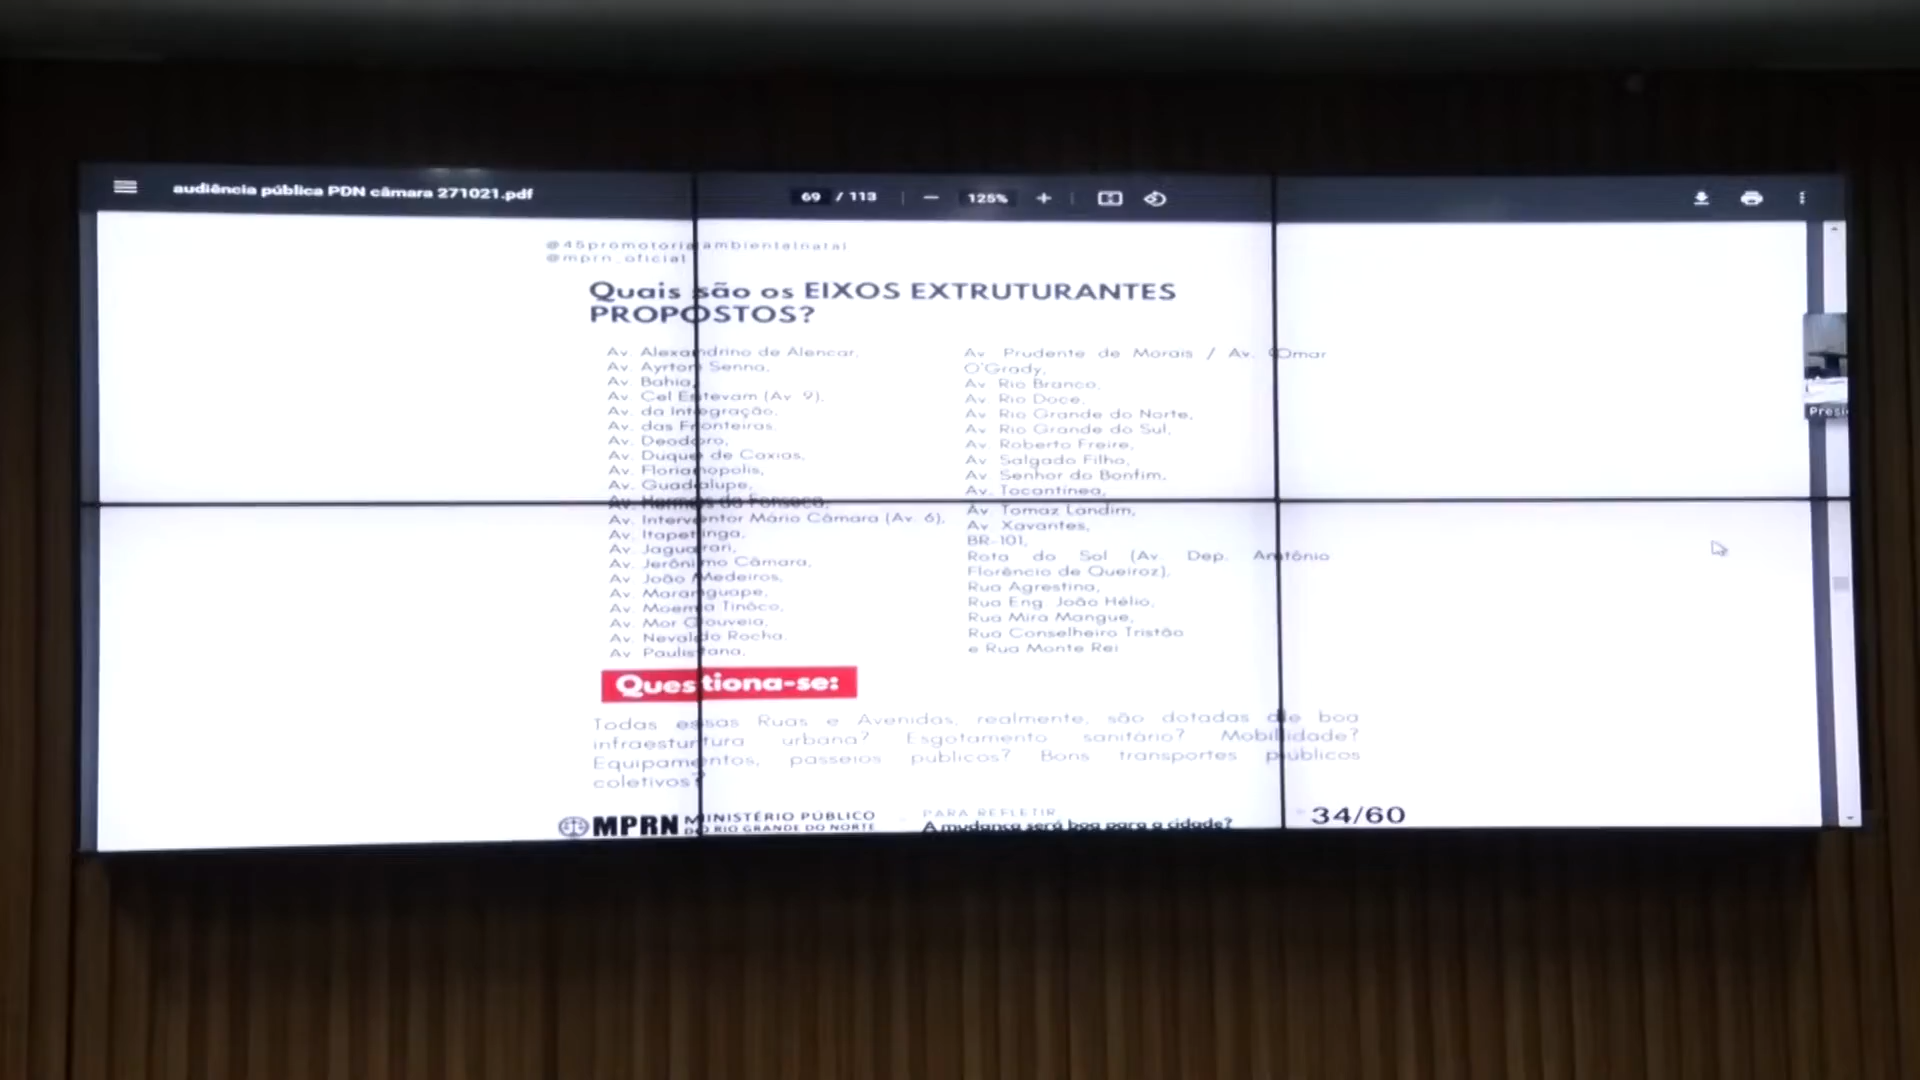 audiência pública PDN câmara 271021.pdf
69 / 113
125%
@45promotoriaambientalnatal
@mprn_oficial
Quais são os EIXOS EXTRUTURANTES
PROPOSTOS?
Av. Alexandrino de Alencar,
Av. Ayrton Senna,
Av. Bahia,
Av. Cel Estevam (Av. 9),
Av. da Integração,
Av. das Fronteiras,
Av. Deodoro,
Av. Duque de Caxias,
Av. Florianopolis,
Av. Guadalupe,
Av. Hermes da Fonseca,
Av. Interventor Mário Câmara (Av. 6),
Av. Itapetinga,
Av. Jaguarari,
Av. Jerônimo Câmara,
Av. João Medeiros,
Av. Maranguape,
Av. Moema Tinôco,
Av. Mor Gouveia,
Av. Nevaldo Rocha,
Av. Paulistana,
Av. Prudente de Morais / Av. Omar
O'Grady,
Av. Rio Branco,
Av. Rio Doce,
Av. Rio Grande do Norte,
Av. Rio Grande do Sul,
Av. Roberto Freire,
Av. Salgado Filho,
Av. Senhor do Bonfim,
Av. Tocantínea,
Av. Tomaz Landim,
Av. Xavantes,
BR-101,
Rota do Sol (Av. Dep. Antônio
Florêncio de Queiroz),
Rua Agrestina,
Rua Eng. João Hélio,
Rua Mira Mangue,
Rua Conselheiro Tristão
e Rua Monte Rei
Questiona-se:
Todas essas Ruas e Avenidas, realmente, são dotadas de boa
infraesturtura urbana? Esgotamento sanitário? Mobilidade?
Equipamentos, passeios públicos? Bons transportes públicos
coletivos?
MPRN MINISTÉRIO PÚBLICO
DO RIO GRANDE DO NORTE
PARA REFLETIR
A mudança será boa para a cidade?
34/60
Presi